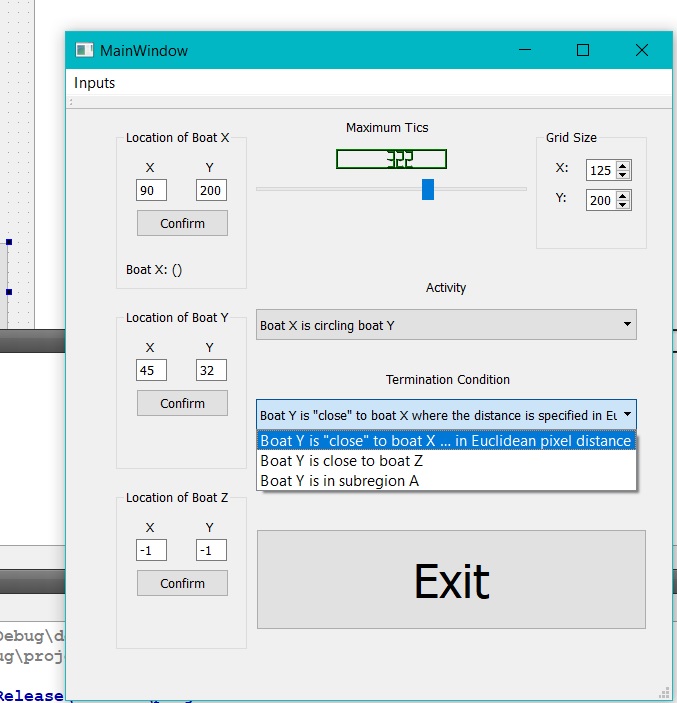 MainWindow
Inputs
Location of Boat X
X Y
90 200
Confirm
Boat X: ()
Maximum Tics
322
Grid Size
X: 125
Y: 200
Activity
Boat X is circling boat Y
Location of Boat Y
X Y
45 32
Confirm
Termination Condition
Boat Y is "close" to boat X where the distance is specified in Eu
Boat Y is "close" to boat X ... in Euclidean pixel distance
Boat Y is close to boat Z
Boat Y is in subregion A
Location of Boat Z
X Y
-1 -1
Confirm
Exit
Debug\d
ug\proj
Release